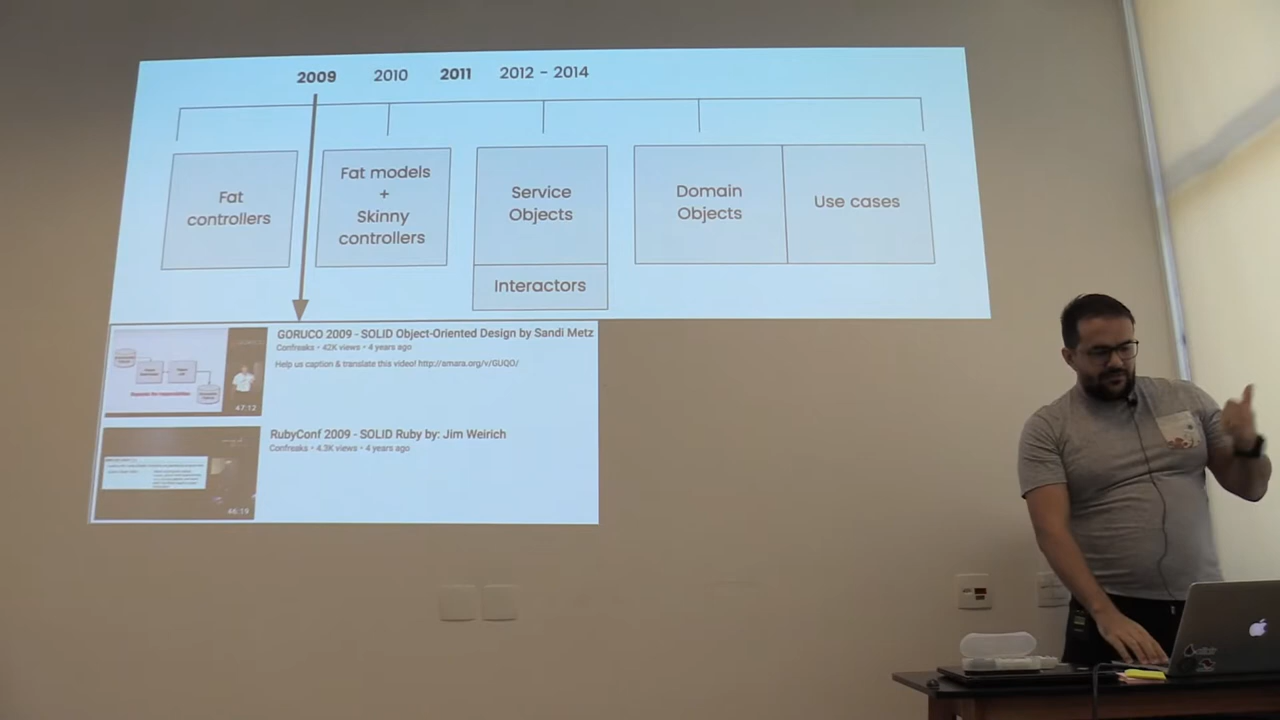 2009 2010 2011 2012 - 2014
Fat
controllers
Fat models
+
Skinny
controllers
Service
Objects
Interactors
Domain
Objects
Use cases
GORUCO 2009 - SOLID Object-Oriented Design by Sandi Metz
Confreaks • 42K views • 4 years ago
Help us caption & translate this video! http://amara.org/v/GUQO/
47:12
RubyConf 2009 - SOLID Ruby by: Jim Weirich
Confreaks • 4.3K views • 4 years ago
46:19